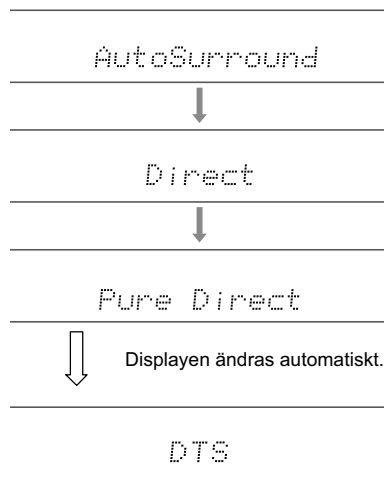 AutoSurround
Direct
Pure Direct
Displayen ändras automatiskt.
DTS